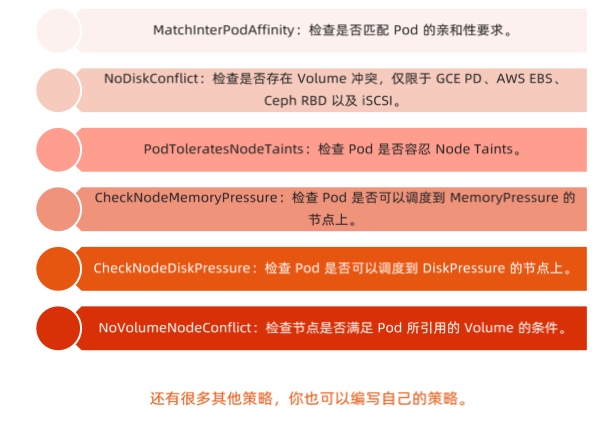 MatchInterPodAffinity：检查是否匹配 Pod 的亲和性要求。
NoDiskConflict：检查是否存在 Volume 冲突，仅限于 GCE PD、AWS EBS、
Ceph RBD 以及 iSCSI。
PodToleratesNodeTaints：检查 Pod 是否容忍 Node Taints。
CheckNodeMemoryPressure：检查 Pod 是否可以调度到 MemoryPressure 的
节点上。
CheckNodeDiskPressure：检查 Pod 是否可以调度到 DiskPressure 的节点上。
NoVolumeNodeConflict：检查节点是否满足 Pod 所引用的 Volume 的条件。
还有很多其他策略，你也可以编写自己的策略。